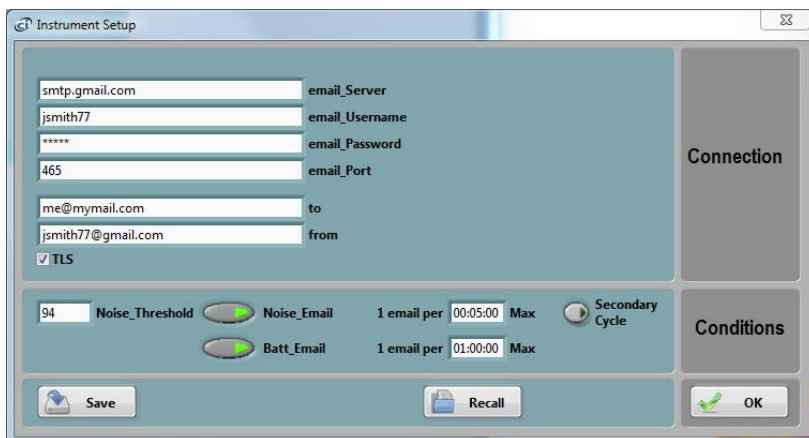 Instrument Setup
smtp.gmail.com email_Server
jsmith77 email_Username
***** email_Password
465 email_Port
Connection
me@mymail.com to
jsmith77@gmail.com from
TLS
94 Noise_Threshold Noise_Email 1 email per 00:05:00 Max Secondary
Cycle
Batt_Email 1 email per 01:00:00 Max
Conditions
Save Recall OK